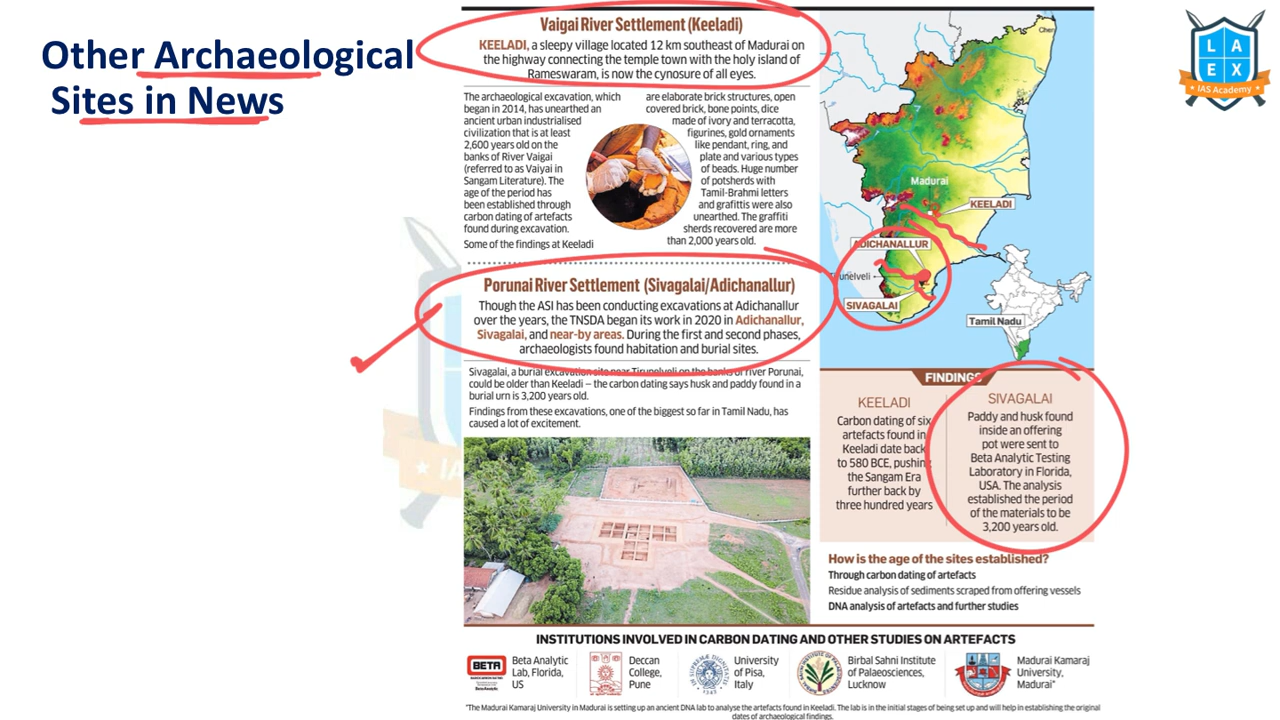 Other Archaeological
Sites in News
L A
E X
IAS Academy
Vaigai River Settlement (Keeladi)
KEELADI, a sleepy village located 12 km southeast of Madurai on
the highway connecting the temple town with the holy island of
Rameswaram, is now the cynosure of all eyes.
The archaeological excavation, which
began in 2014, has unearthed an
ancient urban industrialised
civilization that is at least
2,600 years old on the
banks of River Vaigai
(referred to as Vaiyai in
Sangam Literature). The
age of the period has
been established through
carbon dating of artefacts
found during excavation.
Some of the findings at Keeladi
are elaborate brick structures, open
covered brick, bone points, dice
made of ivory and terracotta,
figurines, gold ornaments
like pendant, ring, and
plate and various types
of beads. Huge number
of potsherds with
Tamil-Brahmi letters
and grafittis were also
unearthed. The graffiti
sherds recovered are more
than 2,000 years old.
Porunai River Settlement (Sivagalai/Adichanallur)
Though the ASI has been conducting excavations at Adichanallur
over the years, the TNSDA began its work in 2020 in Adichanallur,
Sivagalai, and near-by areas. During the first and second phases,
archaeologists found habitation and burial sites.
Sivagalai, a burial excavation site near Tirunelveli on the banks of river Porunai,
could be older than Keeladi – the carbon dating says husk and paddy found in a
burial urn is 3,200 years old.
Findings from these excavations, one of the biggest so far in Tamil Nadu, has
caused a lot of excitement.
Madurai
KEELADI
ADICHANALLUR
SIVAGALAI
Tamil Nadu
FINDINGS
KEELADI
Carbon dating of six
artefacts found in
Keeladi date back
to 580 BCE, pushing
the Sangam Era
further back by
three hundred years
SIVAGALAI
Paddy and husk found
inside an offering
pot were sent to
Beta Analytic Testing
Laboratory in Florida,
USA. The analysis
established the period
of the materials to be
3,200 years old.
How is the age of the sites established?
Through carbon dating of artefacts
Residue analysis of sediments scraped from offering vessels
DNA analysis of artefacts and further studies
INSTITUTIONS INVOLVED IN CARBON DATING AND OTHER STUDIES ON ARTEFACTS
BETA
Beta Analytic
Lab, Florida,
US
Deccan
College,
Pune
University
of Pisa,
Italy
Birbal Sahni Institute
of Palaeosciences,
Lucknow
Madurai Kamaraj
University,
Madurai*
*The Madurai Kamaraj University in Madurai is setting up an ancient DNA lab to analyse the artefacts found in Keeladi. The lab is in the initial stages of being set up and will help in establishing the original
dates of archaeological findings.